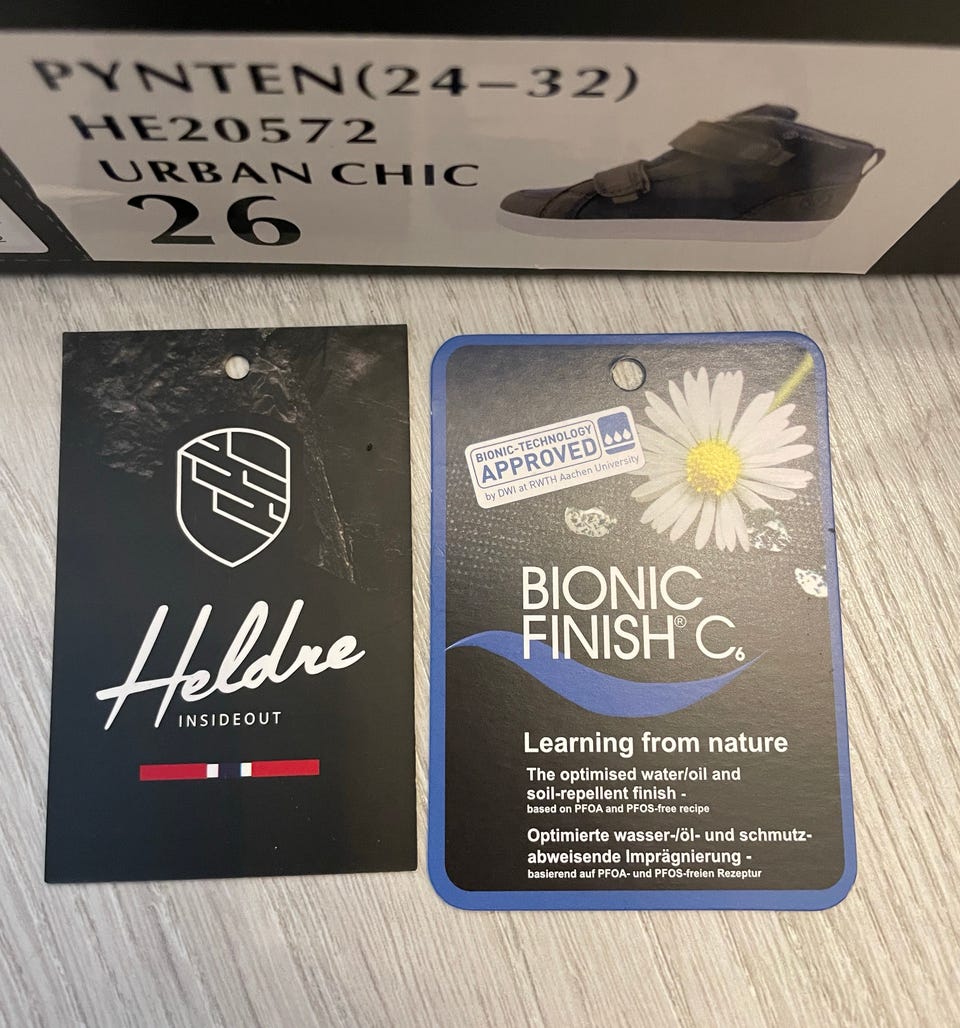 PYNTEN(24–32)
HE20572
URBAN CHIC
26
Heldre
INSIDEOUT
BIONIC-TECHNOLOGY
APPROVED
by DWI at RWTH Aachen University
BIONIC
FINISH® C6
Learning from nature
The optimised water/oil and
soil-repellent finish -
based on PFOA and PFOS-free recipe
Optimierte wasser-/öl- und schmutz-
abweisende Imprägnierung -
basierend auf PFOA- und PFOS-freien Rezeptur